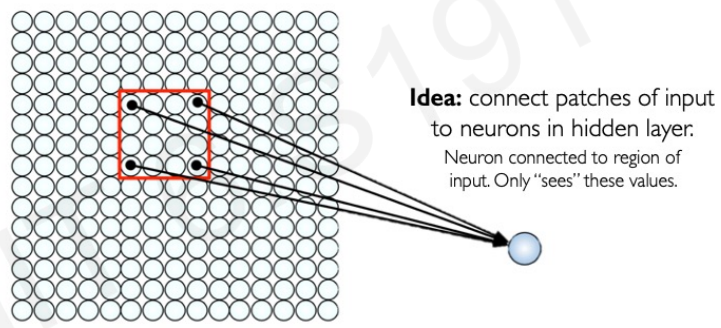 Idea: connect patches of input
to neurons in hidden layer.
Neuron connected to region of
input. Only “sees” these values.